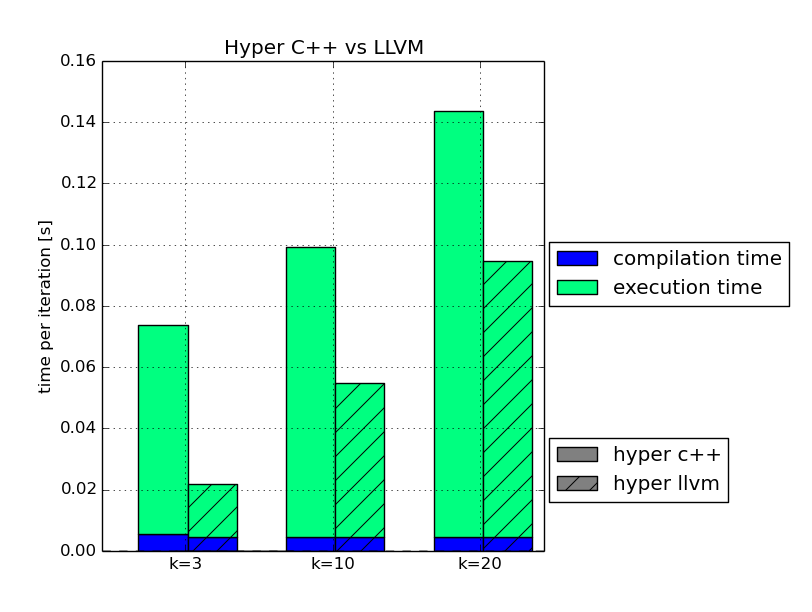 Hyper C++ vs LLVM
time per iteration [s]
0.16
0.14
0.12
0.10
0.08
0.06
0.04
0.02
0.00
k=3
k=10
k=20
compilation time
execution time
hyper c++
hyper llvm